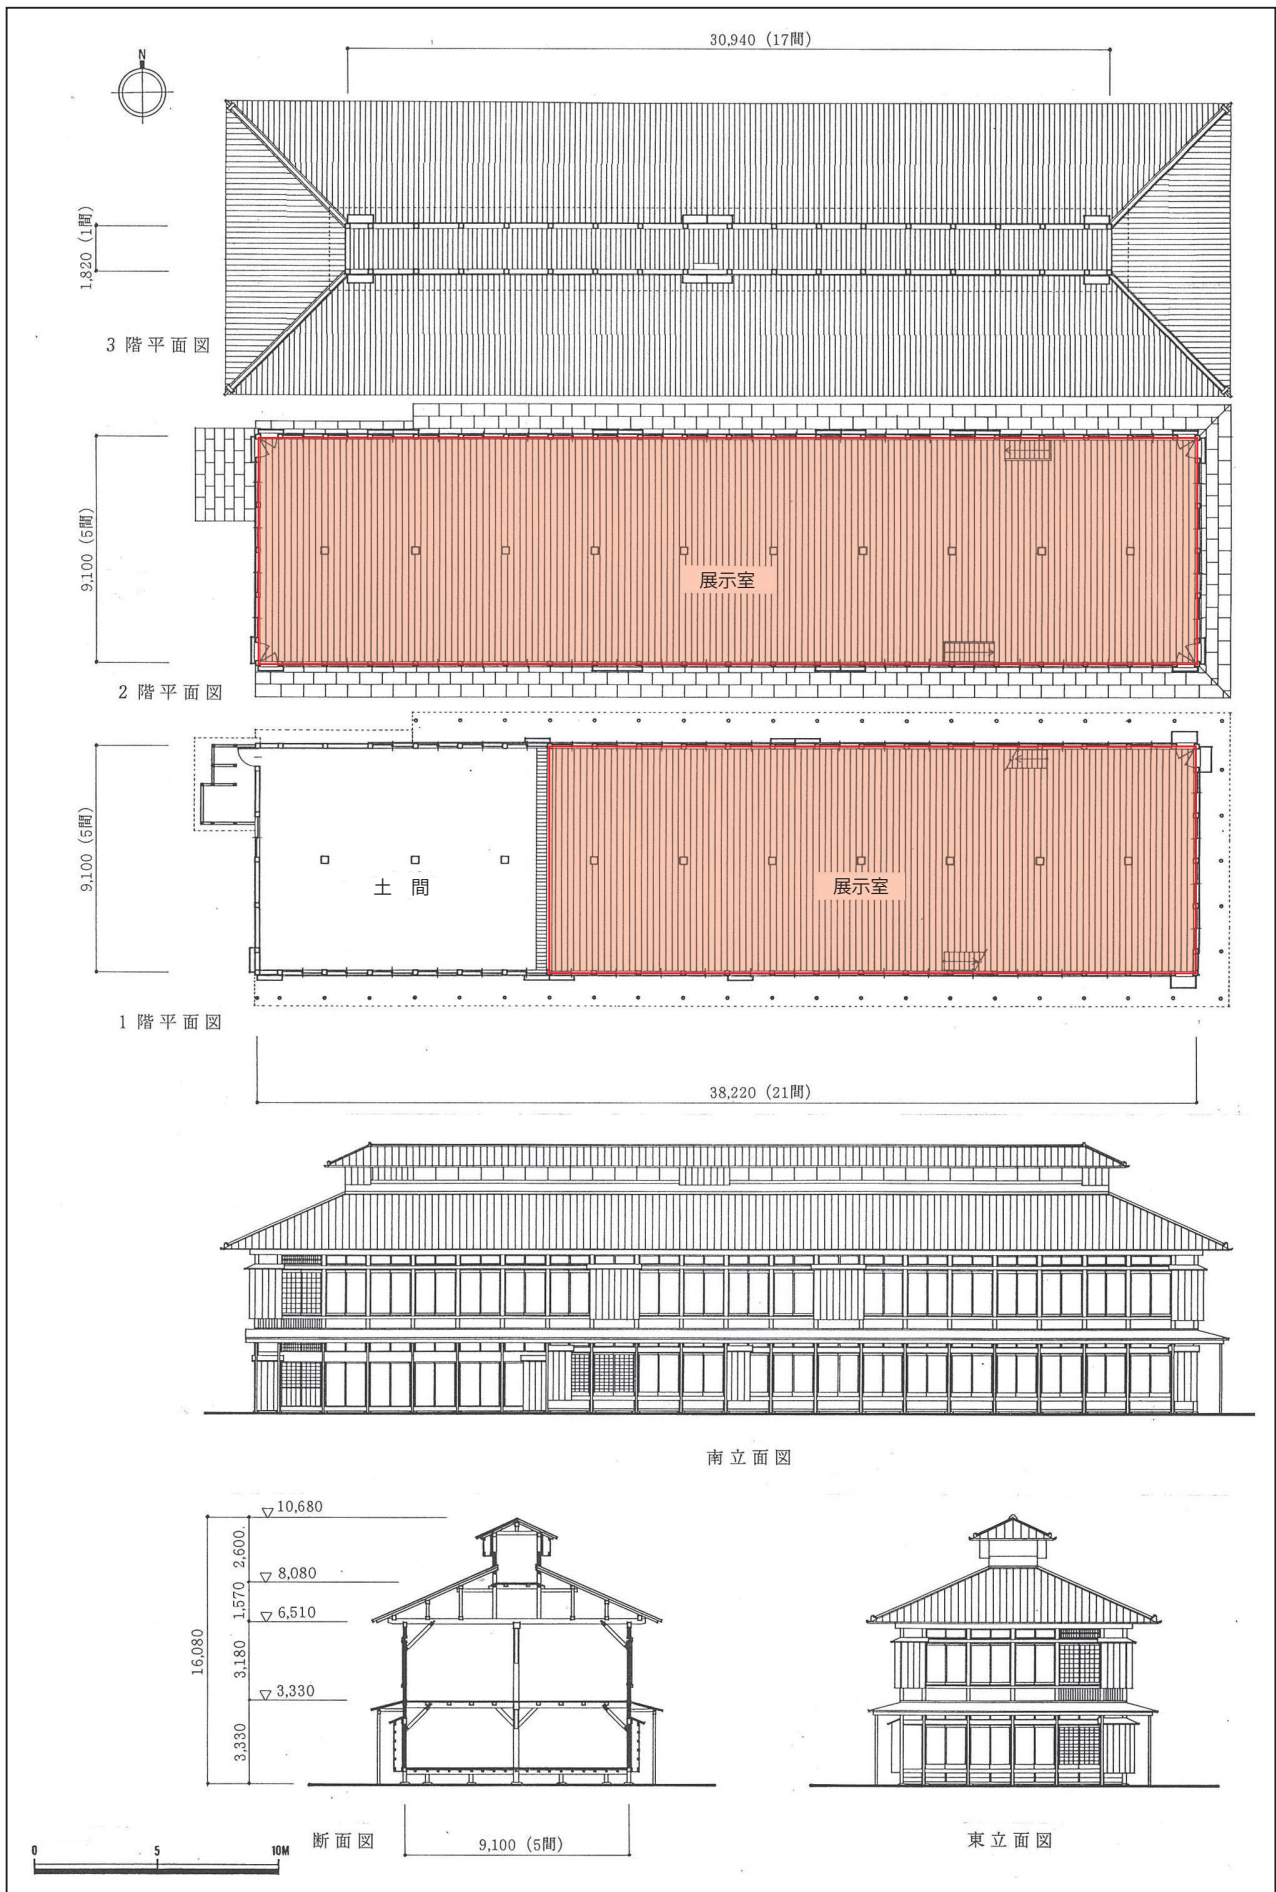 30,940 (17間)
N
1,820 (1間)
3 階 平 面 図
9,100 (5間)
展示室
2 階 平 面 図
9,100 (5間)
土 間
展示室
1 階 平 面 図
38,220 (21間)
南 立 面 図
10,680
2,600
8,080
1,570
6,510
16,080
3,180
3,330
3,330
断 面 図
9,100 (5間)
東 立 面 図
0 5 10M